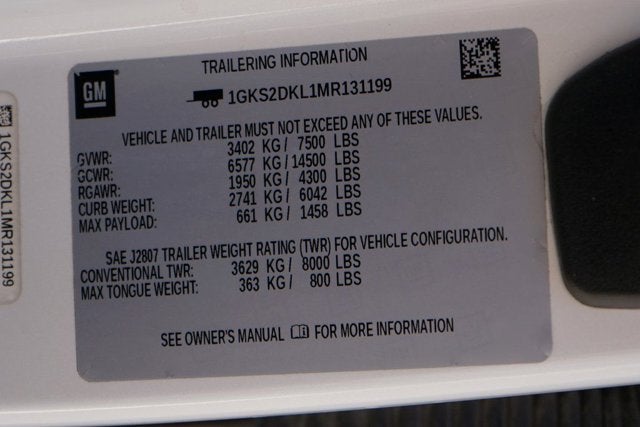 TRAILERING INFORMATION
GM
1GKS2DKL1MR131199
VEHICLE AND TRAILER MUST NOT EXCEED ANY OF THESE VALUES.
GVWR: 3402 KG / 7500 LBS
GCWR: 6577 KG / 14500 LBS
RGAWR: 1950 KG / 4300 LBS
CURB WEIGHT: 2741 KG / 6042 LBS
MAX PAYLOAD: 661 KG / 1458 LBS
SAE J2807 TRAILER WEIGHT RATING (TWR) FOR VEHICLE CONFIGURATION.
CONVENTIONAL TWR: 3629 KG / 8000 LBS
MAX TONGUE WEIGHT: 363 KG / 800 LBS
SEE OWNER'S MANUAL FOR MORE INFORMATION
1GKS2DKL1MR131199